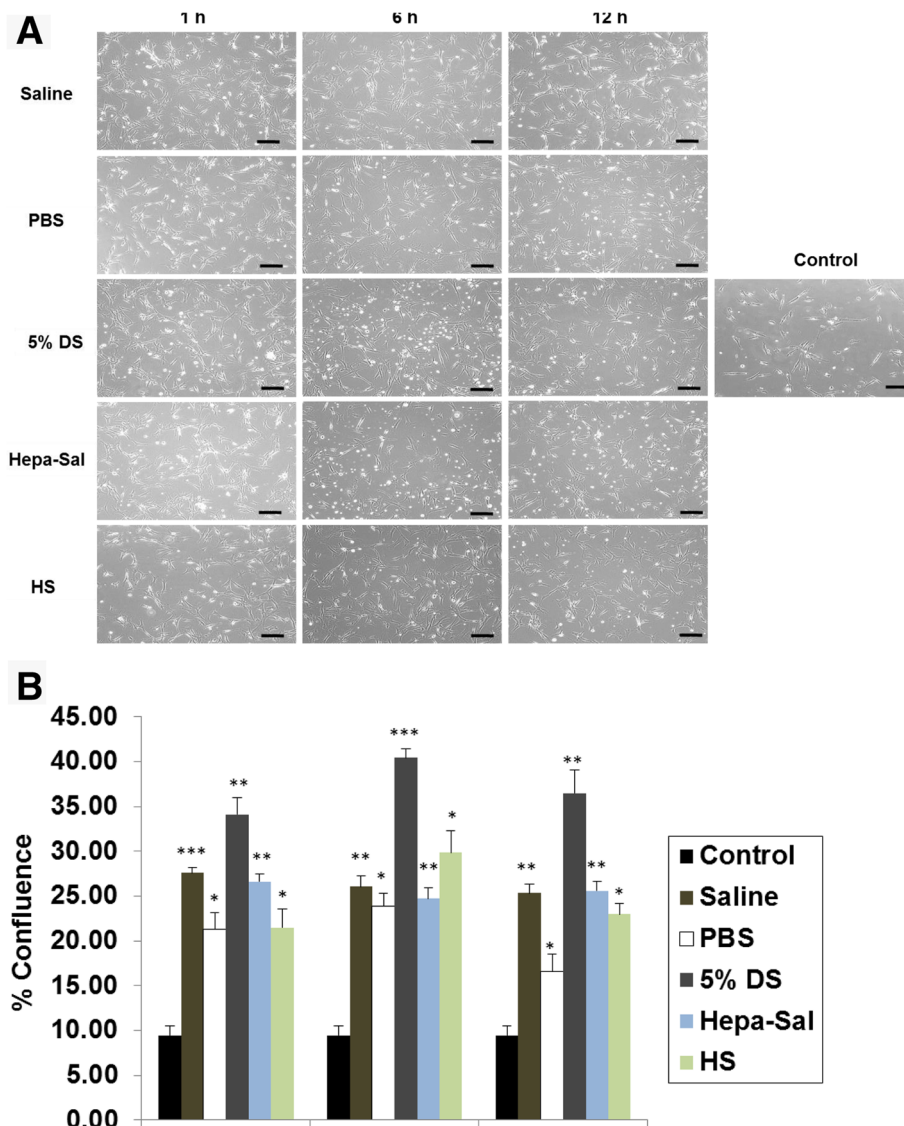 A
1 h 6 h 12 h
Saline
PBS
Control
5% DS
Hepa-Sal
HS
B
45.00
40.00
35.00
30.00
25.00
20.00
15.00
10.00
5.00
0.00
% Confluence
*** * ** ** *
** * *** ** *
** * ** ** *
Control
Saline
PBS
5% DS
Hepa-Sal
HS